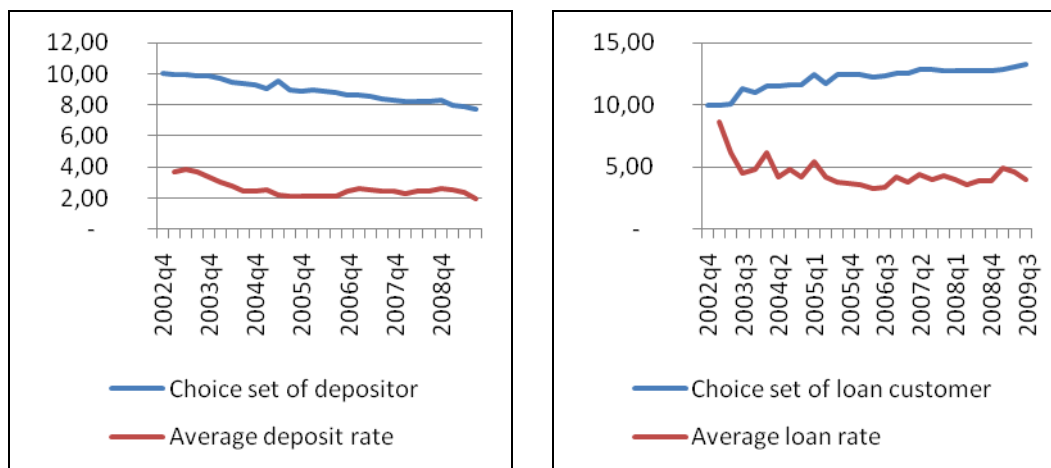 12,00
10,00
8,00
6,00
4,00
2,00
-
2002q4
2003q4
2004q4
2005q4
2006q4
2007q4
2008q4
Choice set of depositor
Average deposit rate
15,00
10,00
5,00
-
2002q4
2003q3
2004q2
2005q1
2005q4
2006q3
2007q2
2008q1
2008q4
2009q3
Choice set of loan customer
Average loan rate